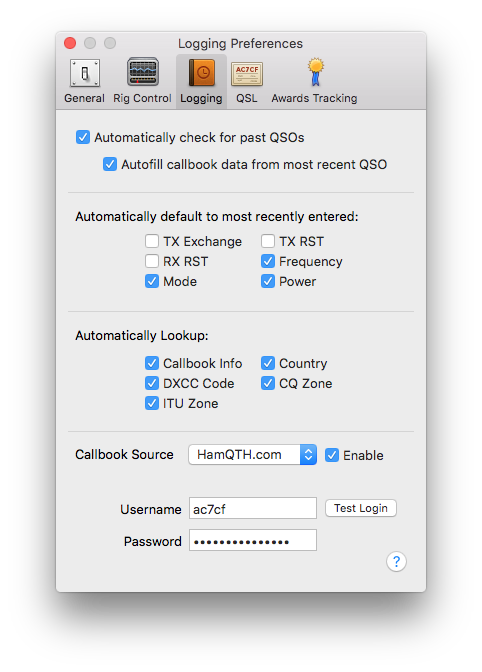 Logging Preferences
AC7CF
General Rig Control Logging QSL Awards Tracking
Automatically check for past QSOs
Autofill callbook data from most recent QSO
Automatically default to most recently entered:
TX Exchange TX RST
RX RST Frequency
Mode Power
Automatically Lookup:
Callbook Info Country
DXCC Code CQ Zone
ITU Zone
Callbook Source HamQTH.com Enable
Username ac7cf Test Login
Password •••••••••••••••
?